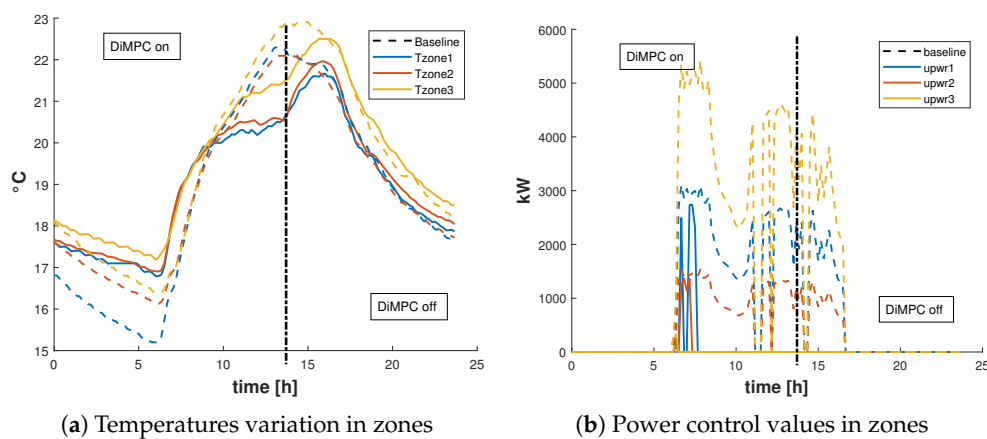 23
22
21
20
19
18
17
16
15
°C
0
5
10
15
20
25
time [h]
DiMPC on
DiMPC off
Baseline
Tzone1
Tzone2
Tzone3
(a) Temperatures variation in zones
6000
5000
4000
3000
2000
1000
0
kW
0
5
10
15
20
25
time [h]
DiMPC on
DiMPC off
baseline
upwr1
upwr2
upwr3
(b) Power control values in zones